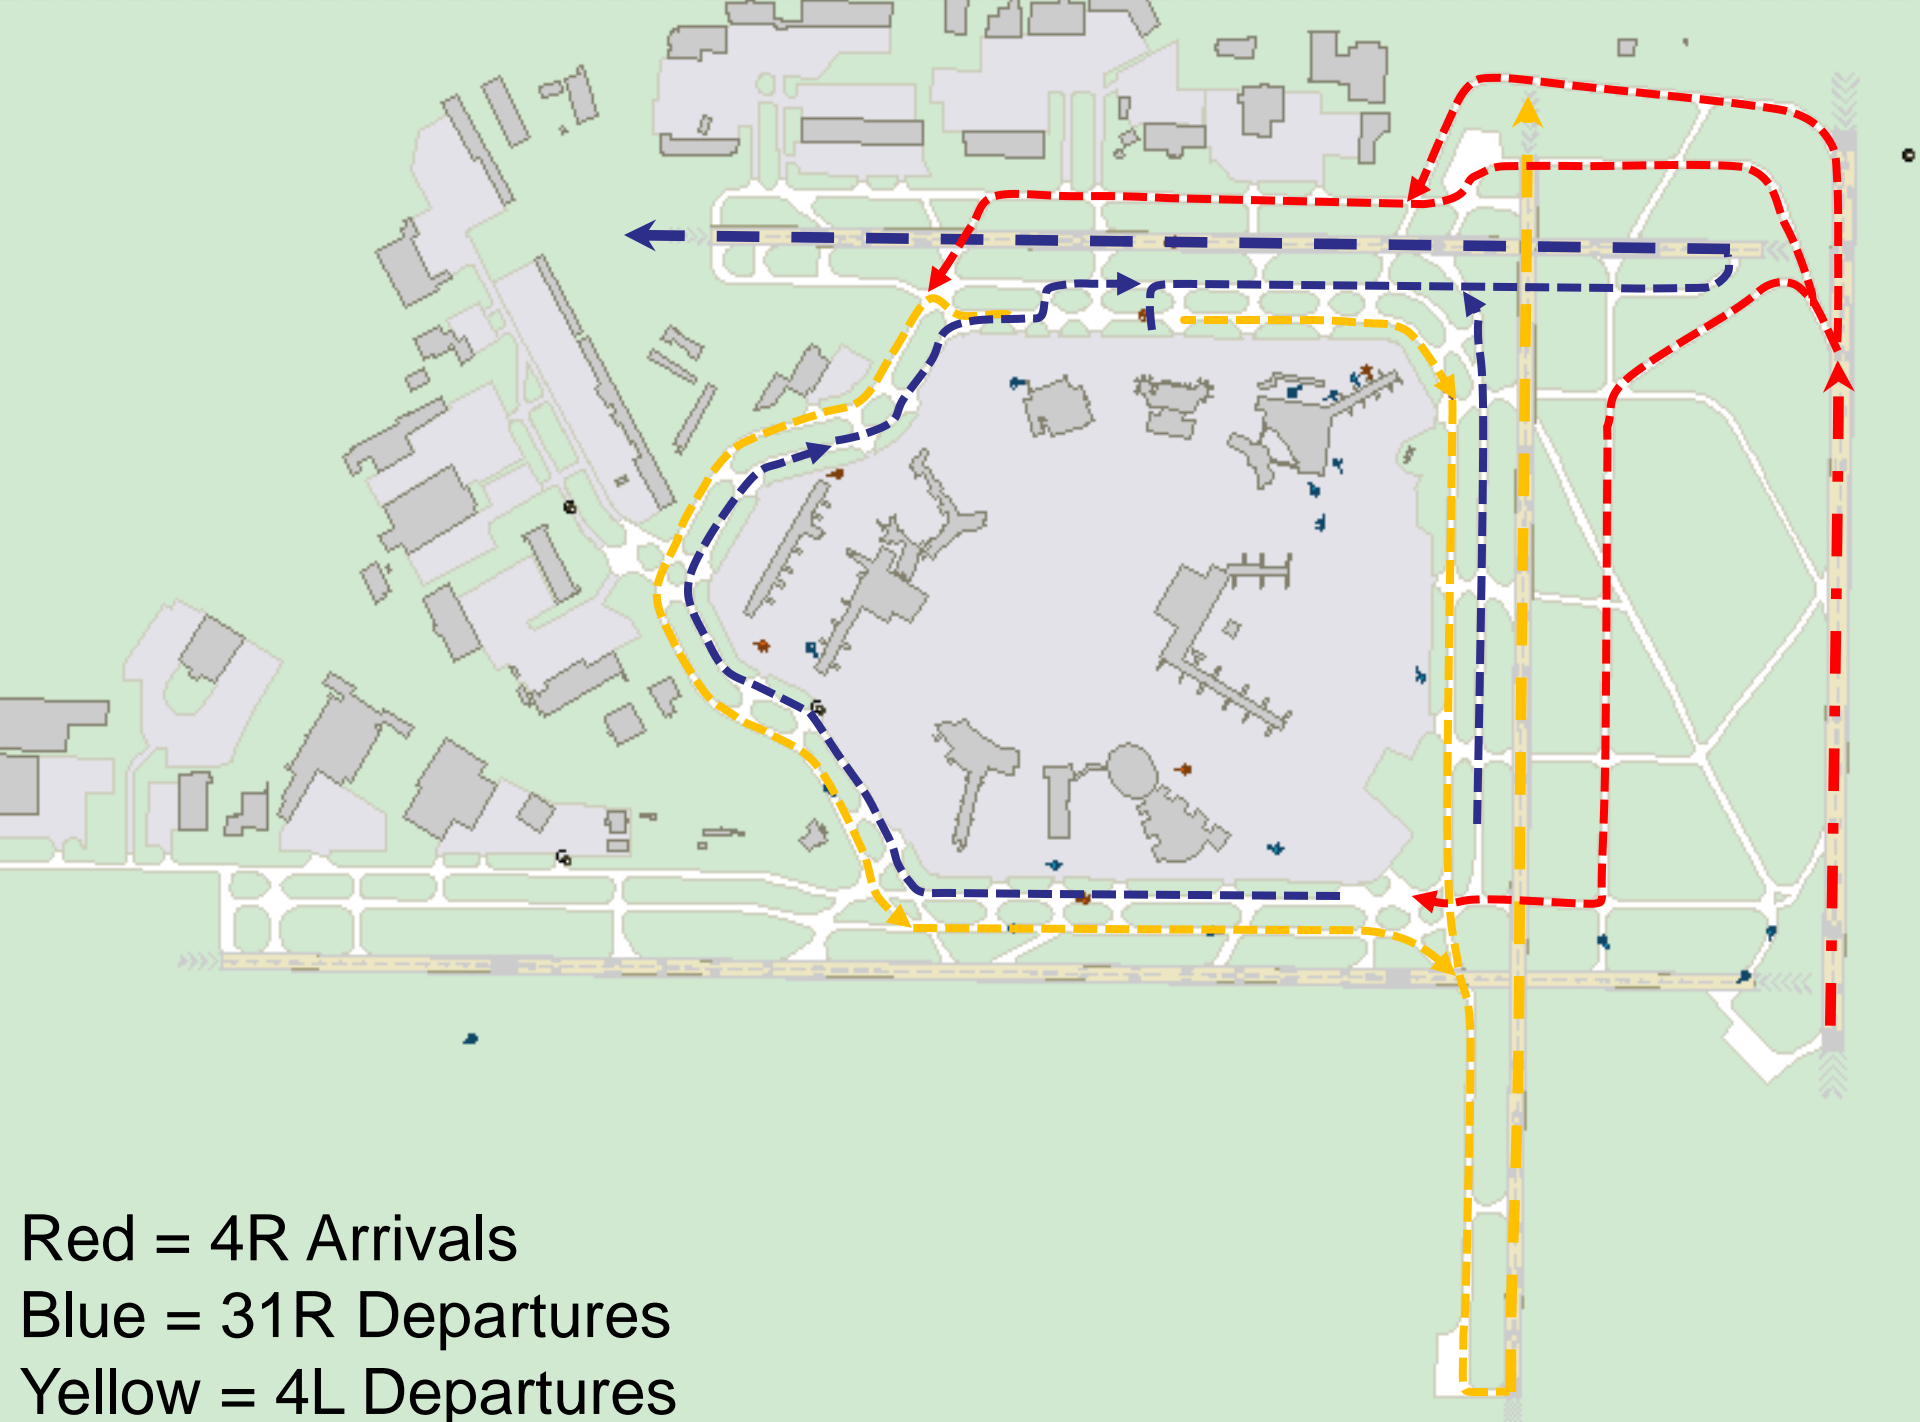 Red = 4R Arrivals
Blue = 31R Departures
Yellow = 4L Departures